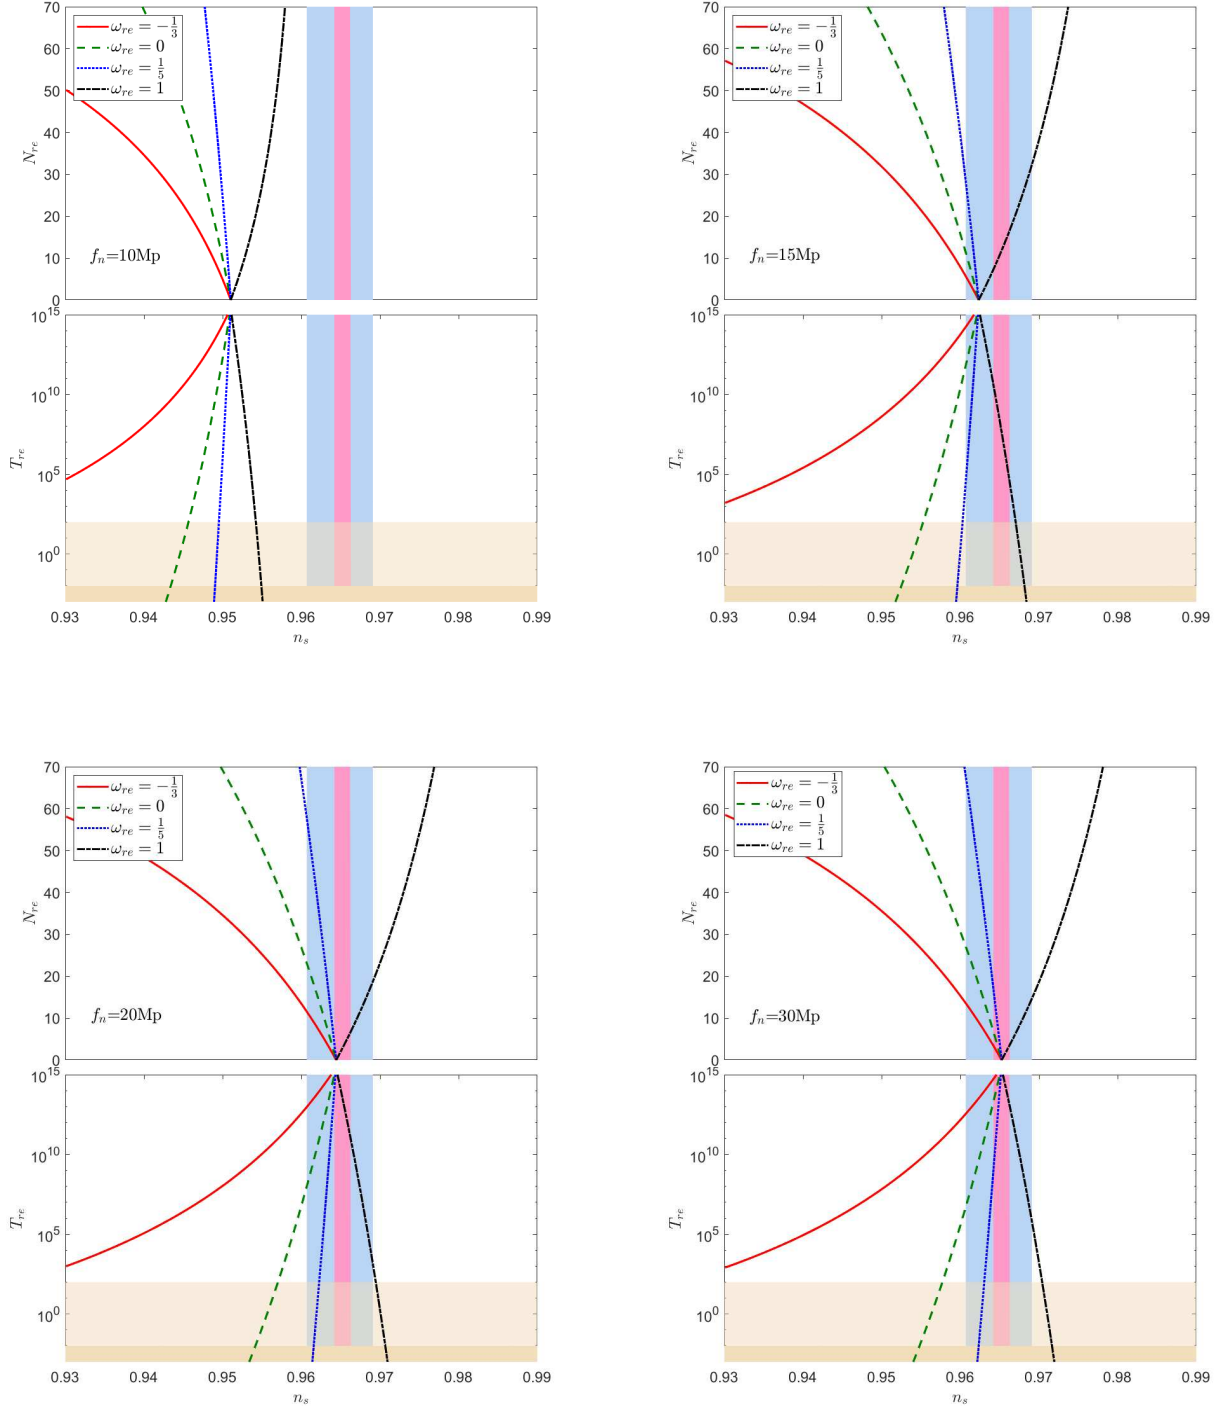 70
60
50
40
30
20
10
0
N_re
ω_re = −1/3
ω_re = 0
ω_re = 1/5
ω_re = 1
f_n=10Mp
10^15
10^10
10^5
10^0
T_re
0.93 0.94 0.95 0.96 0.97 0.98 0.99
n_s
70
60
50
40
30
20
10
0
N_re
ω_re = −1/3
ω_re = 0
ω_re = 1/5
ω_re = 1
f_n=15Mp
10^15
10^10
10^5
10^0
T_re
0.93 0.94 0.95 0.96 0.97 0.98 0.99
n_s
70
60
50
40
30
20
10
0
N_re
ω_re = −1/3
ω_re = 0
ω_re = 1/5
ω_re = 1
f_n=20Mp
10^15
10^10
10^5
10^0
T_re
0.93 0.94 0.95 0.96 0.97 0.98 0.99
n_s
70
60
50
40
30
20
10
0
N_re
ω_re = −1/3
ω_re = 0
ω_re = 1/5
ω_re = 1
f_n=30Mp
10^15
10^10
10^5
10^0
T_re
0.93 0.94 0.95 0.96 0.97 0.98 0.99
n_s